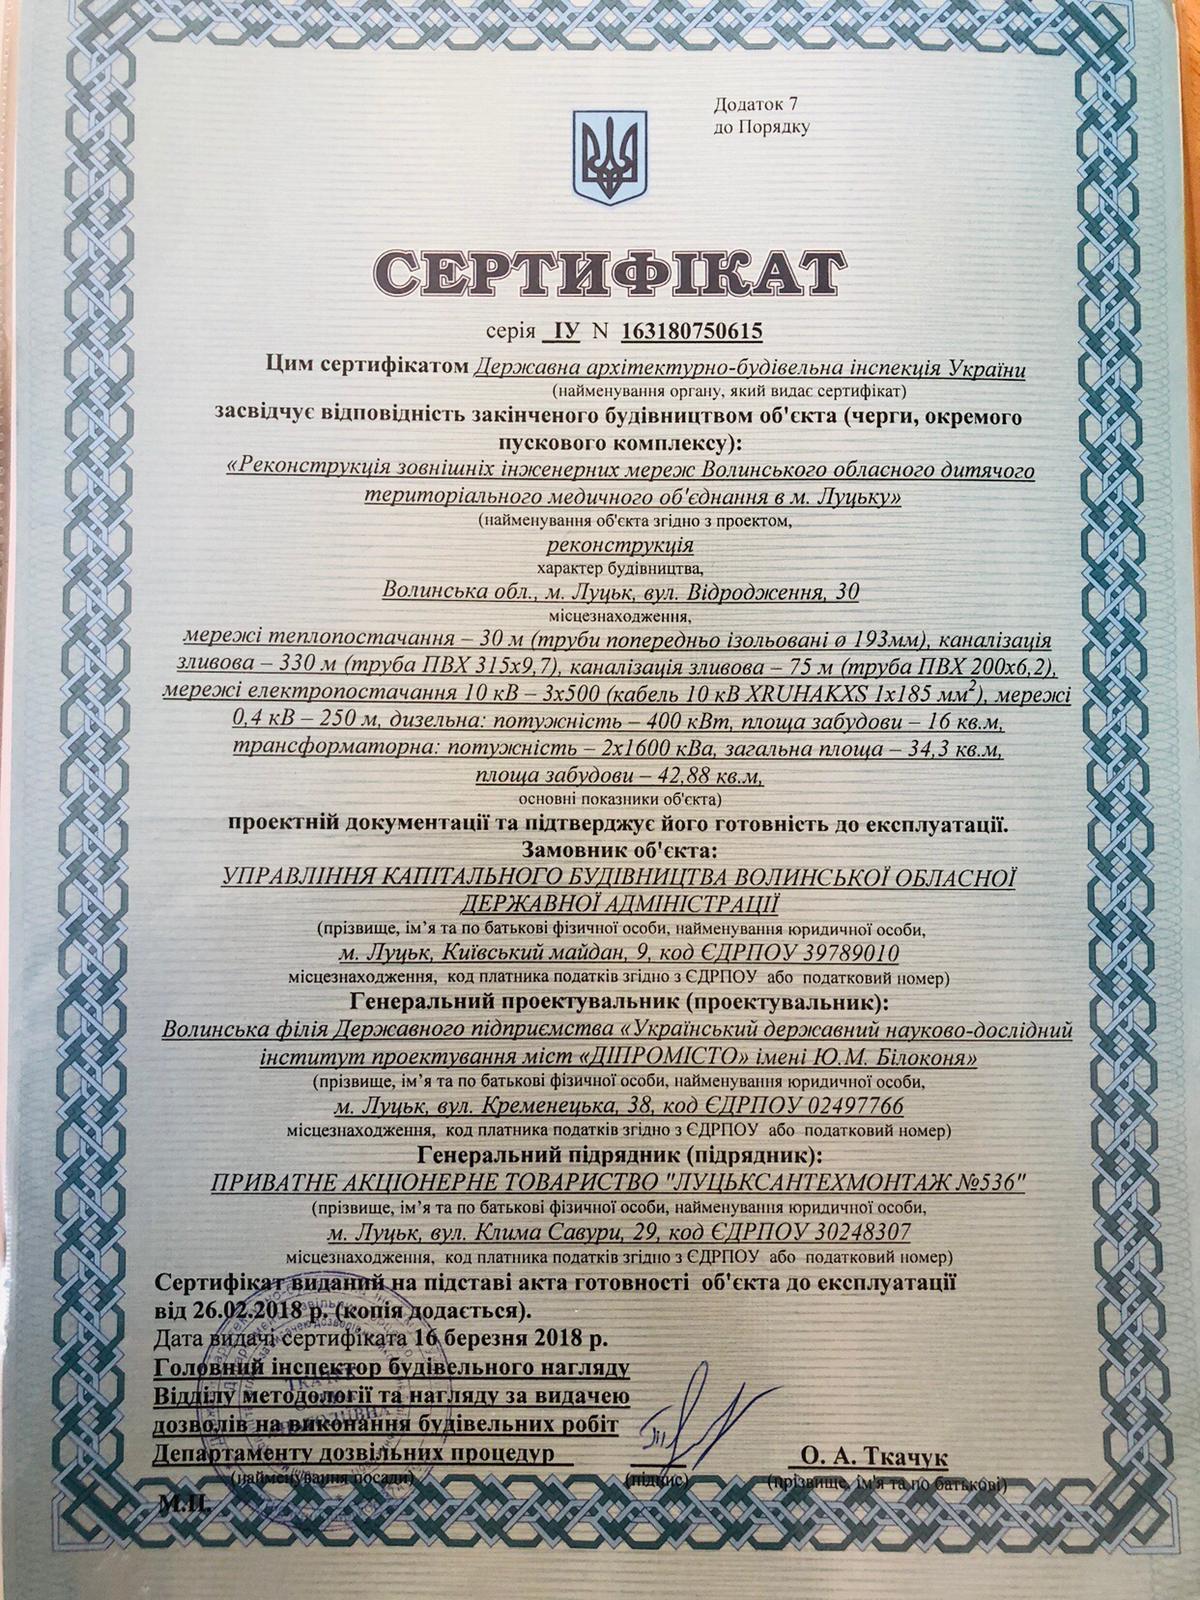 Додаток 7
до Порядку
СЕРТИФІКАТ
серія ІУ N 163180750615
Цим сертифікатом Державна архітектурно-будівельна інспекція України
(найменування органу, який видає сертифікат)
засвідчує відповідність закінченого будівництвом об'єкта (черги, окремого
пускового комплексу):
«Реконструкція зовнішніх інженерних мереж Волинського обласного дитячого
територіального медичного об'єднання в м. Луцьку»
(найменування об'єкта згідно з проектом,
реконструкція
характер будівництва,
Волинська обл., м. Луцьк, вул. Відродження, 30
місцезнаходження,
мережі теплопостачання – 30 м (труби попередньо ізольовані ø 193мм), каналізація
зливова – 330 м (труба ПВХ 315х9,7), каналізація зливова – 75 м (труба ПВХ 200х6,2),
мережі електропостачання 10 кВ – 3х500 (кабель 10 кВ XRUHAKXS 1х185 мм²), мережі
0,4 кВ – 250 м, дизельна: потужність – 400 кВт, площа забудови – 16 кв.м,
трансформаторна: потужність – 2х1600 кВа, загальна площа – 34,3 кв.м,
площа забудови – 42,88 кв.м,
основні показники об'єкта)
проектній документації та підтверджує його готовність до експлуатації.
Замовник об'єкта:
УПРАВЛІННЯ КАПІТАЛЬНОГО БУДІВНИЦТВА ВОЛИНСЬКОЇ ОБЛАСНОЇ
ДЕРЖАВНОЇ АДМІНІСТРАЦІЇ
(прізвище, ім'я та по батькові фізичної особи, найменування юридичної особи,
м. Луцьк, Київський майдан, 9, код ЄДРПОУ 39789010
місцезнаходження, код платника податків згідно з ЄДРПОУ або податковий номер)
Генеральний проектувальник (проектувальник):
Волинська філія Державного підприємства «Український державний науково-дослідний
інститут проектування міст «ДІПРОМІСТО» імені Ю.М. Білоконя»
(прізвище, ім'я та по батькові фізичної особи, найменування юридичної особи,
м. Луцьк, вул. Кременецька, 38, код ЄДРПОУ 02497766
місцезнаходження, код платника податків згідно з ЄДРПОУ або податковий номер)
Генеральний підрядник (підрядник):
ПРИВАТНЕ АКЦІОНЕРНЕ ТОВАРИСТВО "ЛУЦЬКСАНТЕХМОНТАЖ №536"
(прізвище, ім'я та по батькові фізичної особи, найменування юридичної особи,
м. Луцьк, вул. Клима Савури, 29, код ЄДРПОУ 30248307
місцезнаходження, код платника податків згідно з ЄДРПОУ або податковий номер)
Сертифікат виданий на підставі акта готовності об'єкта до експлуатації
від 26.02.2018 р. (копія додається).
Дата видачі сертифіката 16 березня 2018 р.
Головний інспектор будівельного нагляду
Відділу методології та нагляду за видачею
дозволів на виконання будівельних робіт
Департаменту дозвільних процедур О. А. Ткачук
(найменування посади) (підпис) (прізвище, ім'я та по батькові)
М.П.